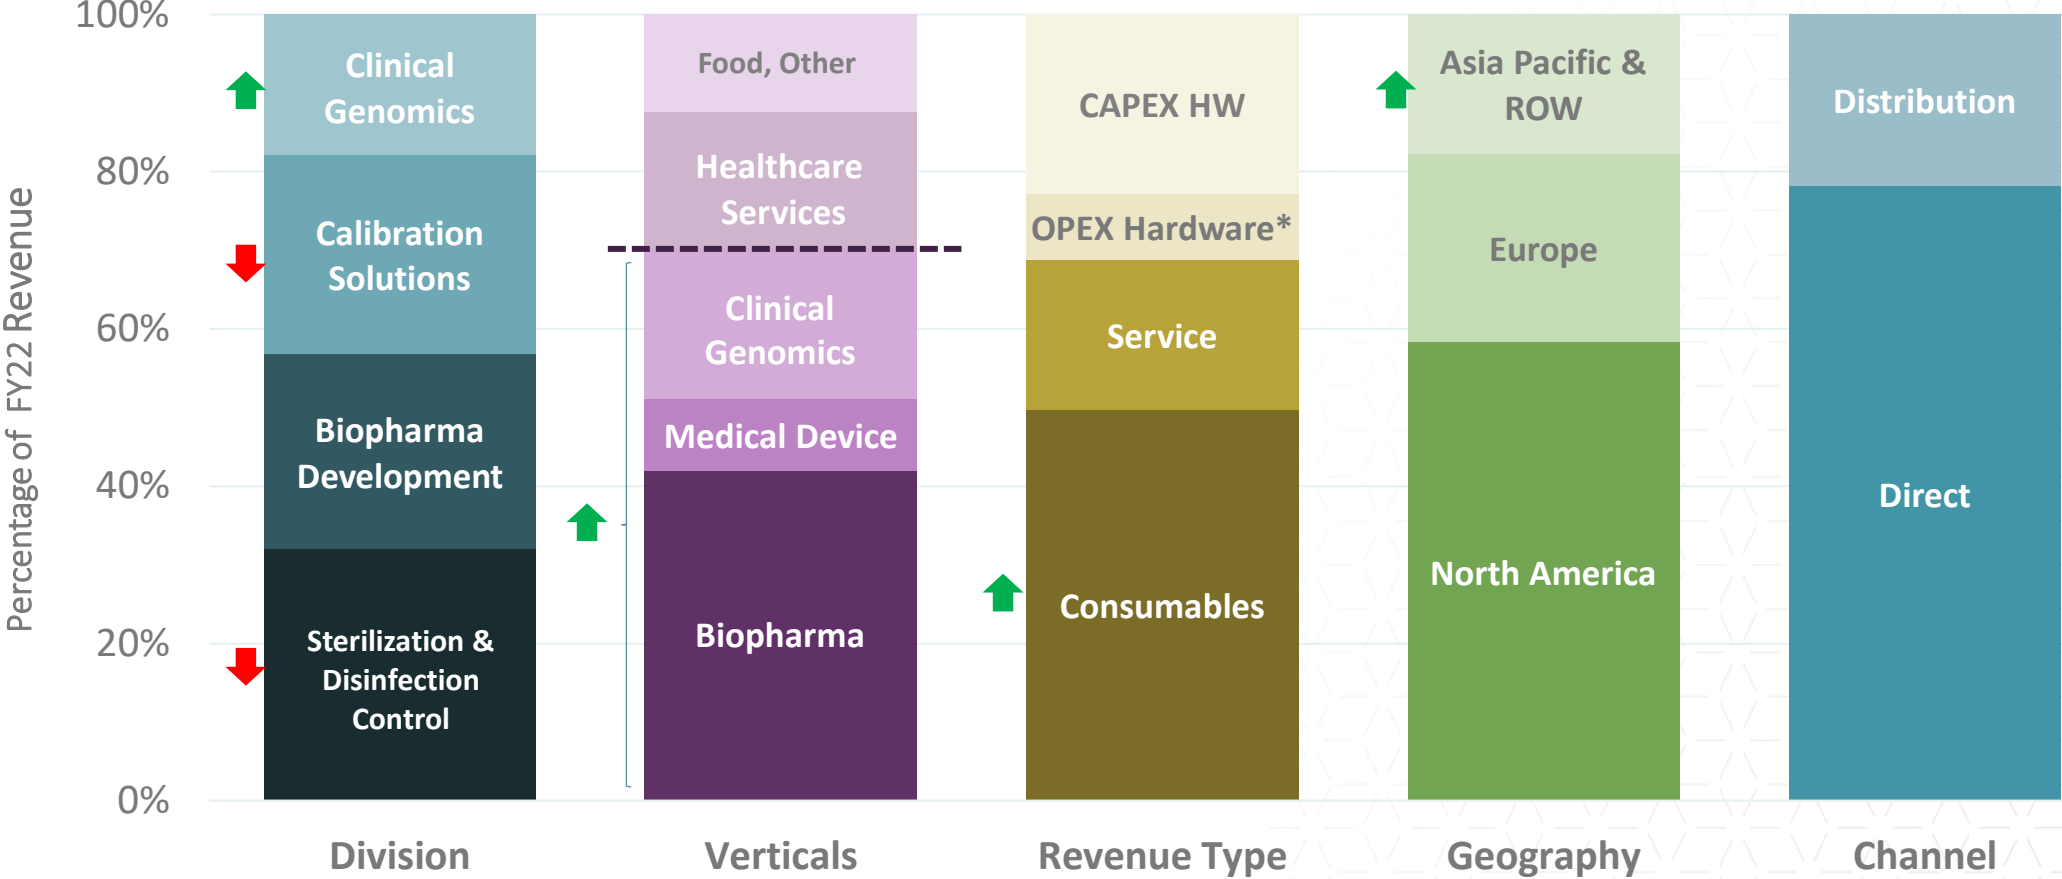 Percentage of FY22 Revenue
100%
80%
60%
40%
20%
0%
Clinical
Genomics
Calibration
Solutions
Biopharma
Development
Sterilization &
Disinfection
Control
Division
Food, Other
Healthcare
Services
Clinical
Genomics
Medical Device
Biopharma
Verticals
CAPEX HW
OPEX Hardware*
Service
Consumables
Revenue Type
Asia Pacific &
ROW
Europe
North America
Geography
Distribution
Direct
Channel